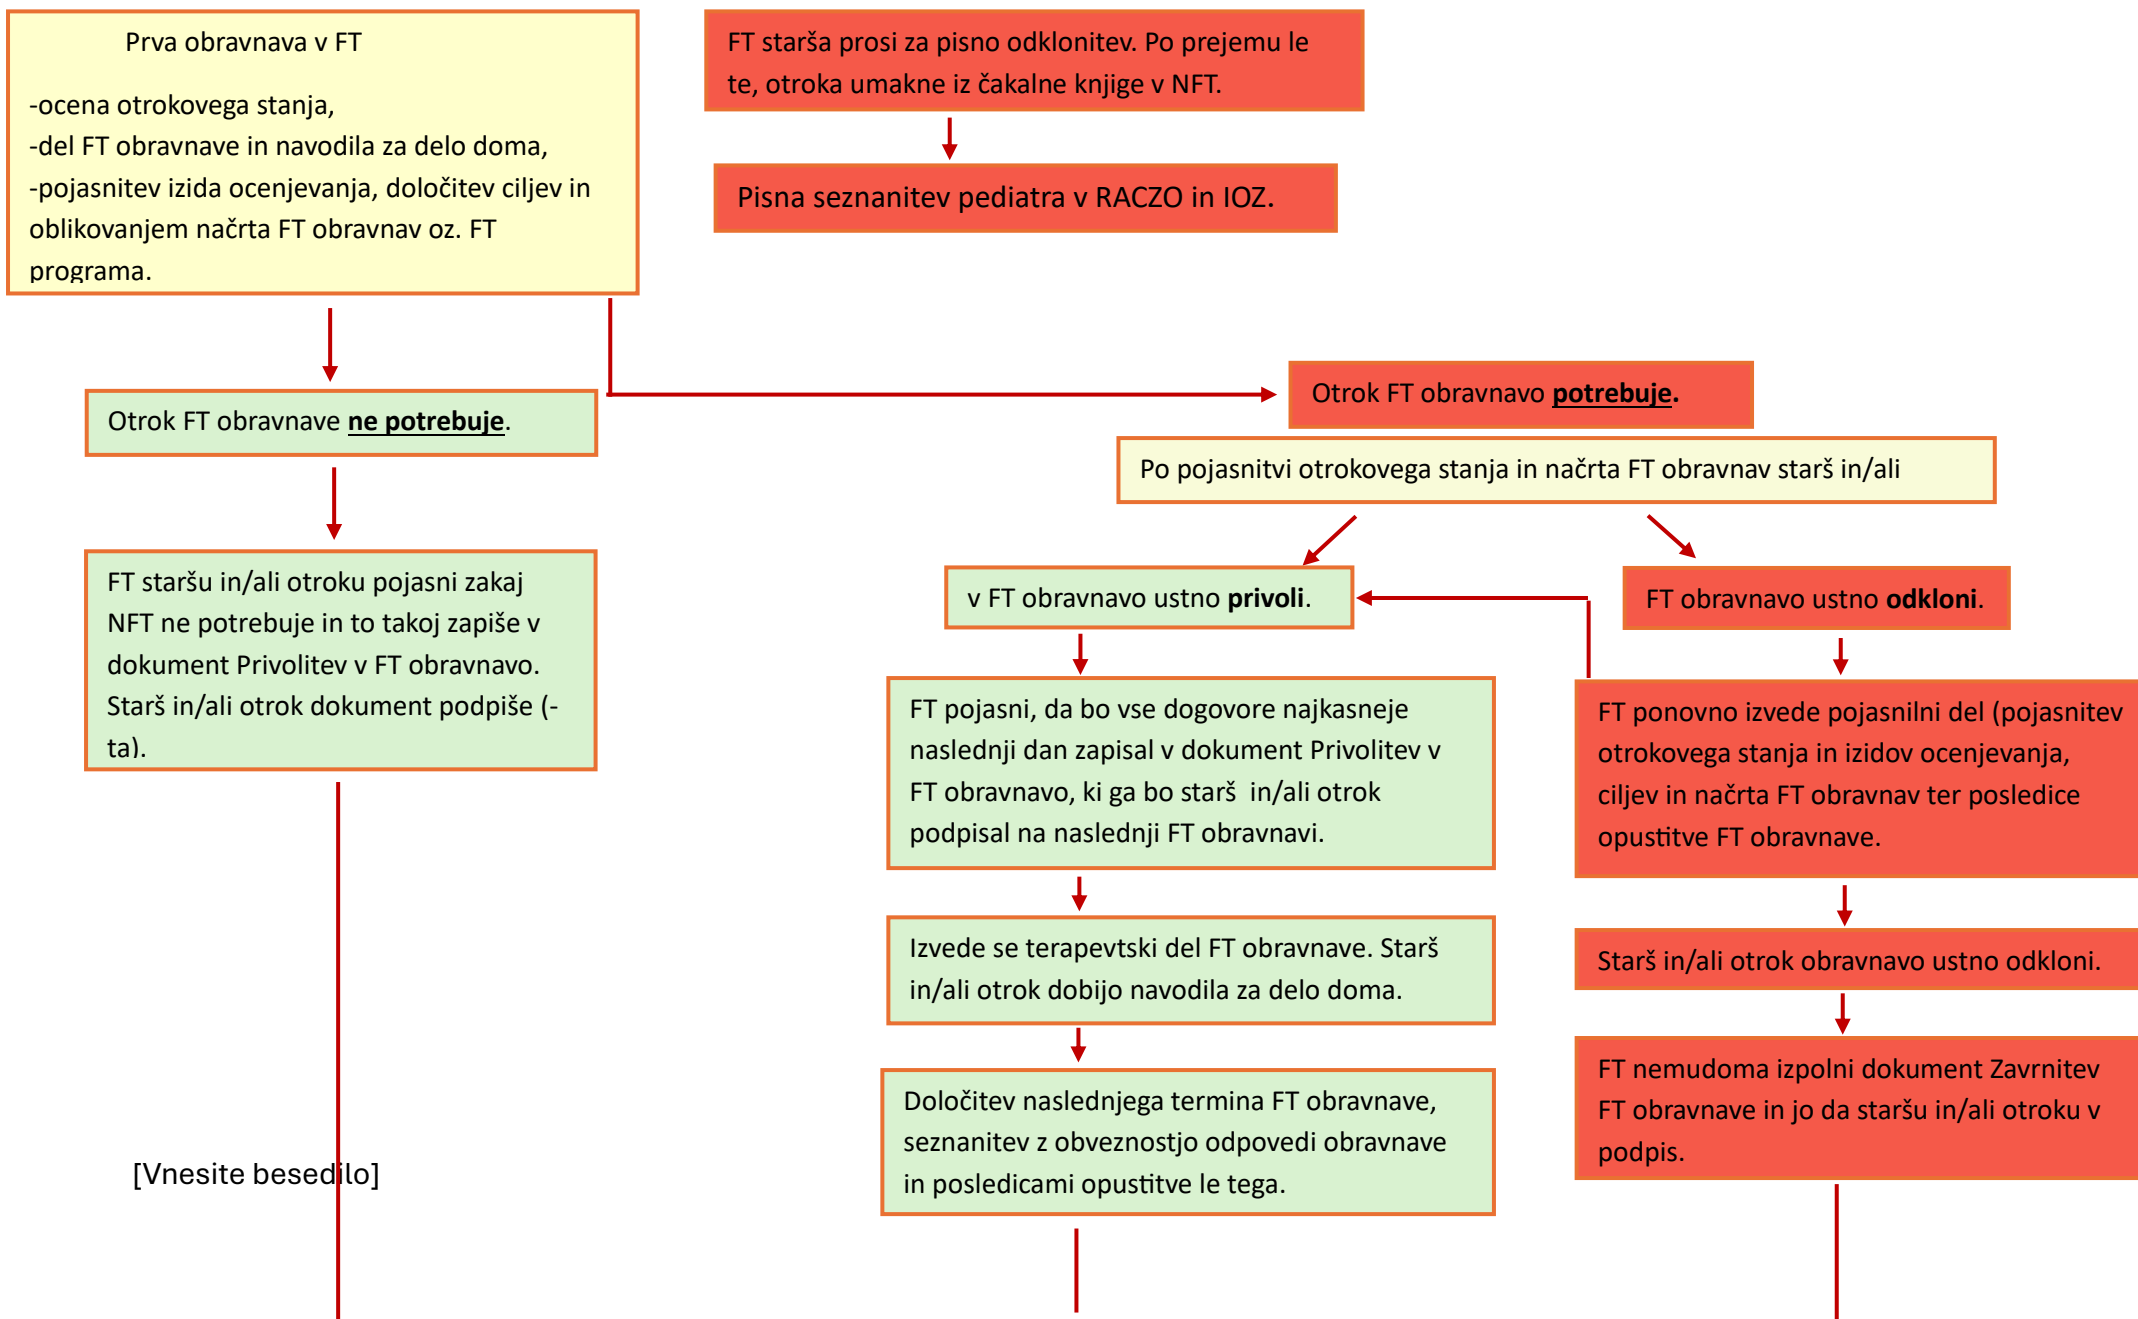 Prva obravnava v FT
-ocena otrokovega stanja,
-del FT obravnave in navodila za delo doma,
-pojasnitev izida ocenjevanja, določitev ciljev in
oblikovanjem načrta FT obravnav oz. FT
programa.
FT starša prosi za pisno odklonitev. Po prejemu le
te, otroka umakne iz čakalne knjige v NFT.
Pisna seznanitev pediatra v RACZO in IOZ.
Otrok FT obravnave ne potrebuje.
Otrok FT obravnavo potrebuje.
Po pojasnitvi otrokovega stanja in načrta FT obravnav starš in/ali
FT staršu in/ali otroku pojasni zakaj
NFT ne potrebuje in to takoj zapiše v
dokument Privolitev v FT obravnavo.
Starš in/ali otrok dokument podpiše (-
ta).
v FT obravnavo ustno privoli.
FT obravnavo ustno odkloni.
FT pojasni, da bo vse dogovore najkasneje
naslednji dan zapisal v dokument Privolitev v
FT obravnavo, ki ga bo starš  in/ali otrok
podpisal na naslednji FT obravnavi.
FT ponovno izvede pojasnilni del (pojasnitev
otrokovega stanja in izidov ocenjevanja,
ciljev in načrta FT obravnav ter posledice
opustitve FT obravnave.
Izvede se terapevtski del FT obravnave. Starš
in/ali otrok dobijo navodila za delo doma.
Starš in/ali otrok obravnavo ustno odkloni.
Določitev naslednjega termina FT obravnave,
seznanitev z obveznostjo odpovedi obravnave
in posledicami opustitve le tega.
FT nemudoma izpolni dokument Zavrnitev
FT obravnave in jo da staršu in/ali otroku v
podpis.
[Vnesite besedilo]